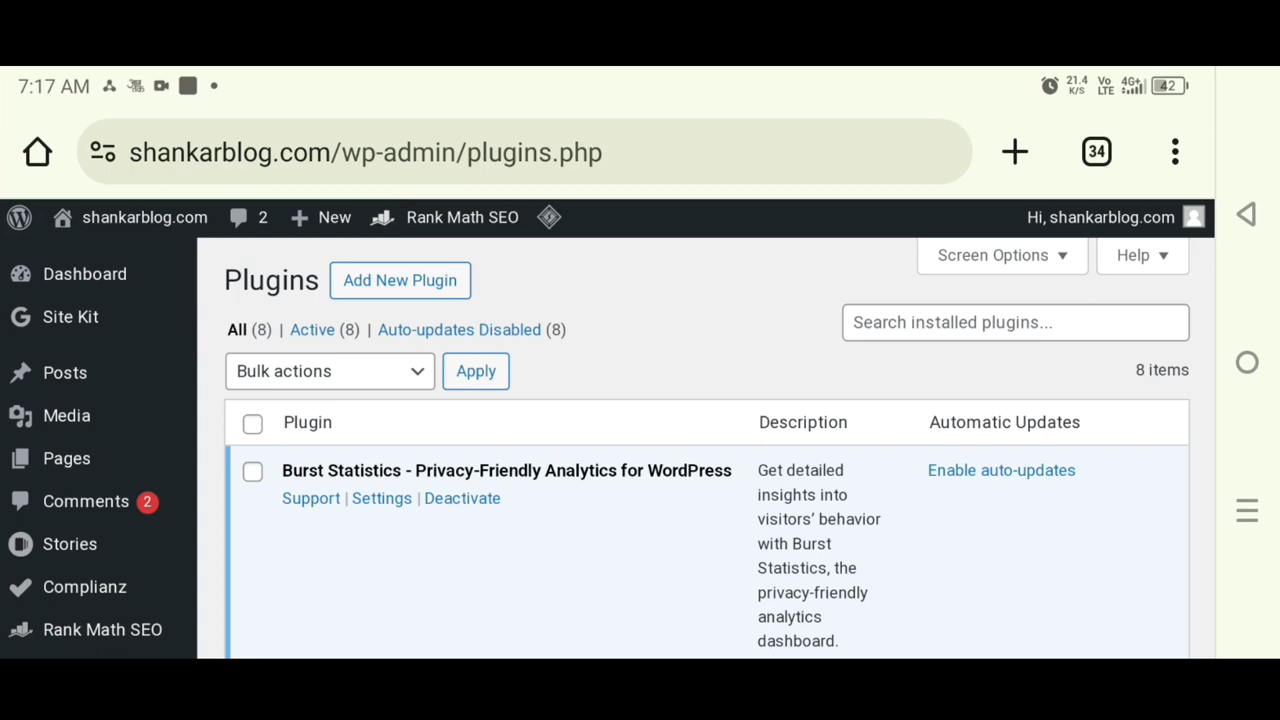 7:17 AM
21.4 K/S Vo LTE 4G+ 42
shankarblog.com/wp-admin/plugins.php
34
shankarblog.com 2 New Rank Math SEO Hi, shankarblog.com
Dashboard
Site Kit
Posts
Media
Pages
Comments 2
Stories
Complianz
Rank Math SEO
Screen Options Help
Plugins Add New Plugin
All (8) | Active (8) | Auto-updates Disabled (8)
Search installed plugins...
Bulk actions Apply
8 items
Plugin Description Automatic Updates
Burst Statistics - Privacy-Friendly Analytics for WordPress
Support | Settings | Deactivate
Get detailed
insights into
visitors’ behavior
with Burst
Statistics, the
privacy-friendly
analytics
dashboard.
Enable auto-updates